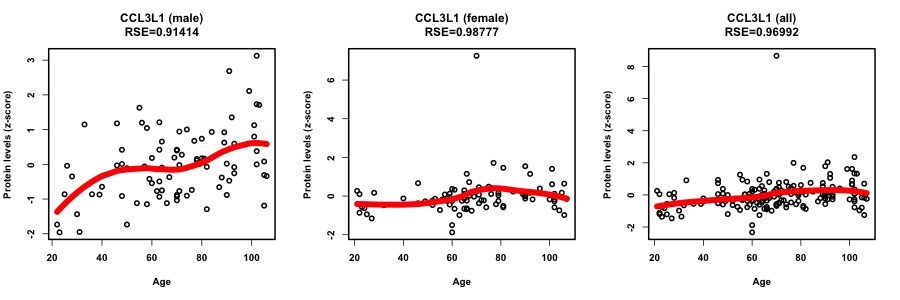 CCL3L1 (male)
RSE=0.91414
Protein levels (z-score)
3
2
1
0
-1
-2
20
40
60
80
100
Age
CCL3L1 (female)
RSE=0.98777
Protein levels (z-score)
6
4
2
0
-2
20
40
60
80
100
Age
CCL3L1 (all)
RSE=0.96992
Protein levels (z-score)
8
6
4
2
0
-2
20
40
60
80
100
Age